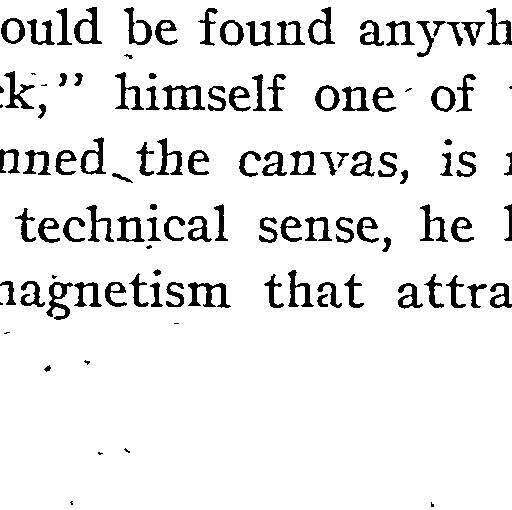 ould be found anywh
k," himself one of
nned the canvas, is
technical sense, he
nagnetism that attra